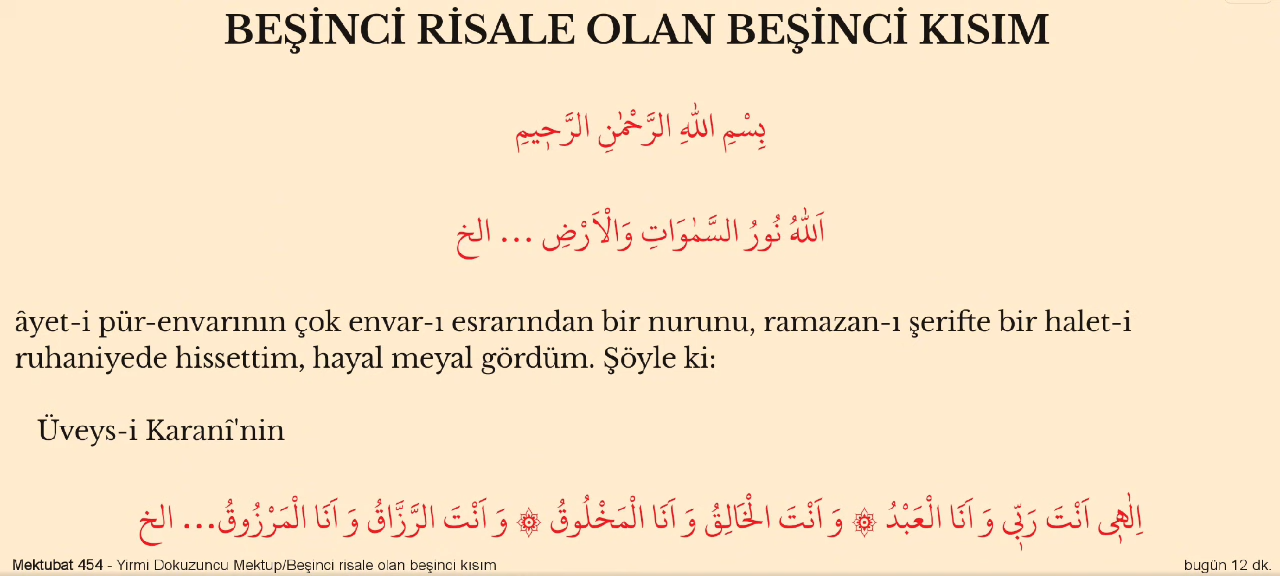 BEŞİNCİ RİSALE OLAN BEŞİNCİ KISIM
بِسْمِ اللهِ الرَّحْمٰنِ الرَّحٖيمِ
اَللّٰهُ نُورُ السَّمٰوَاتِ وَالْاَرْضِ … الخ
âyet-i pür-envarının çok envar-ı esrarından bir nurunu, ramazan-ı şerifte bir halet-i
ruhaniyede hissettim, hayal meyal gördüm. Şöyle ki:
Üveys-i Karanî'nin
اِلٰهٖى اَنْتَ رَبّٖى وَ اَنَا الْعَبْدُ ۞ وَ اَنْتَ الْخَالِقُ وَ اَنَا الْمَخْلُوقُ ۞ وَ اَنْتَ الرَّزَّاقُ وَ اَنَا الْمَرْزُوقُ… الخ
Mektubat 454 - Yirmi Dokuzuncu Mektup/Beşinci risale olan beşinci kısım
bugün 12 dk.